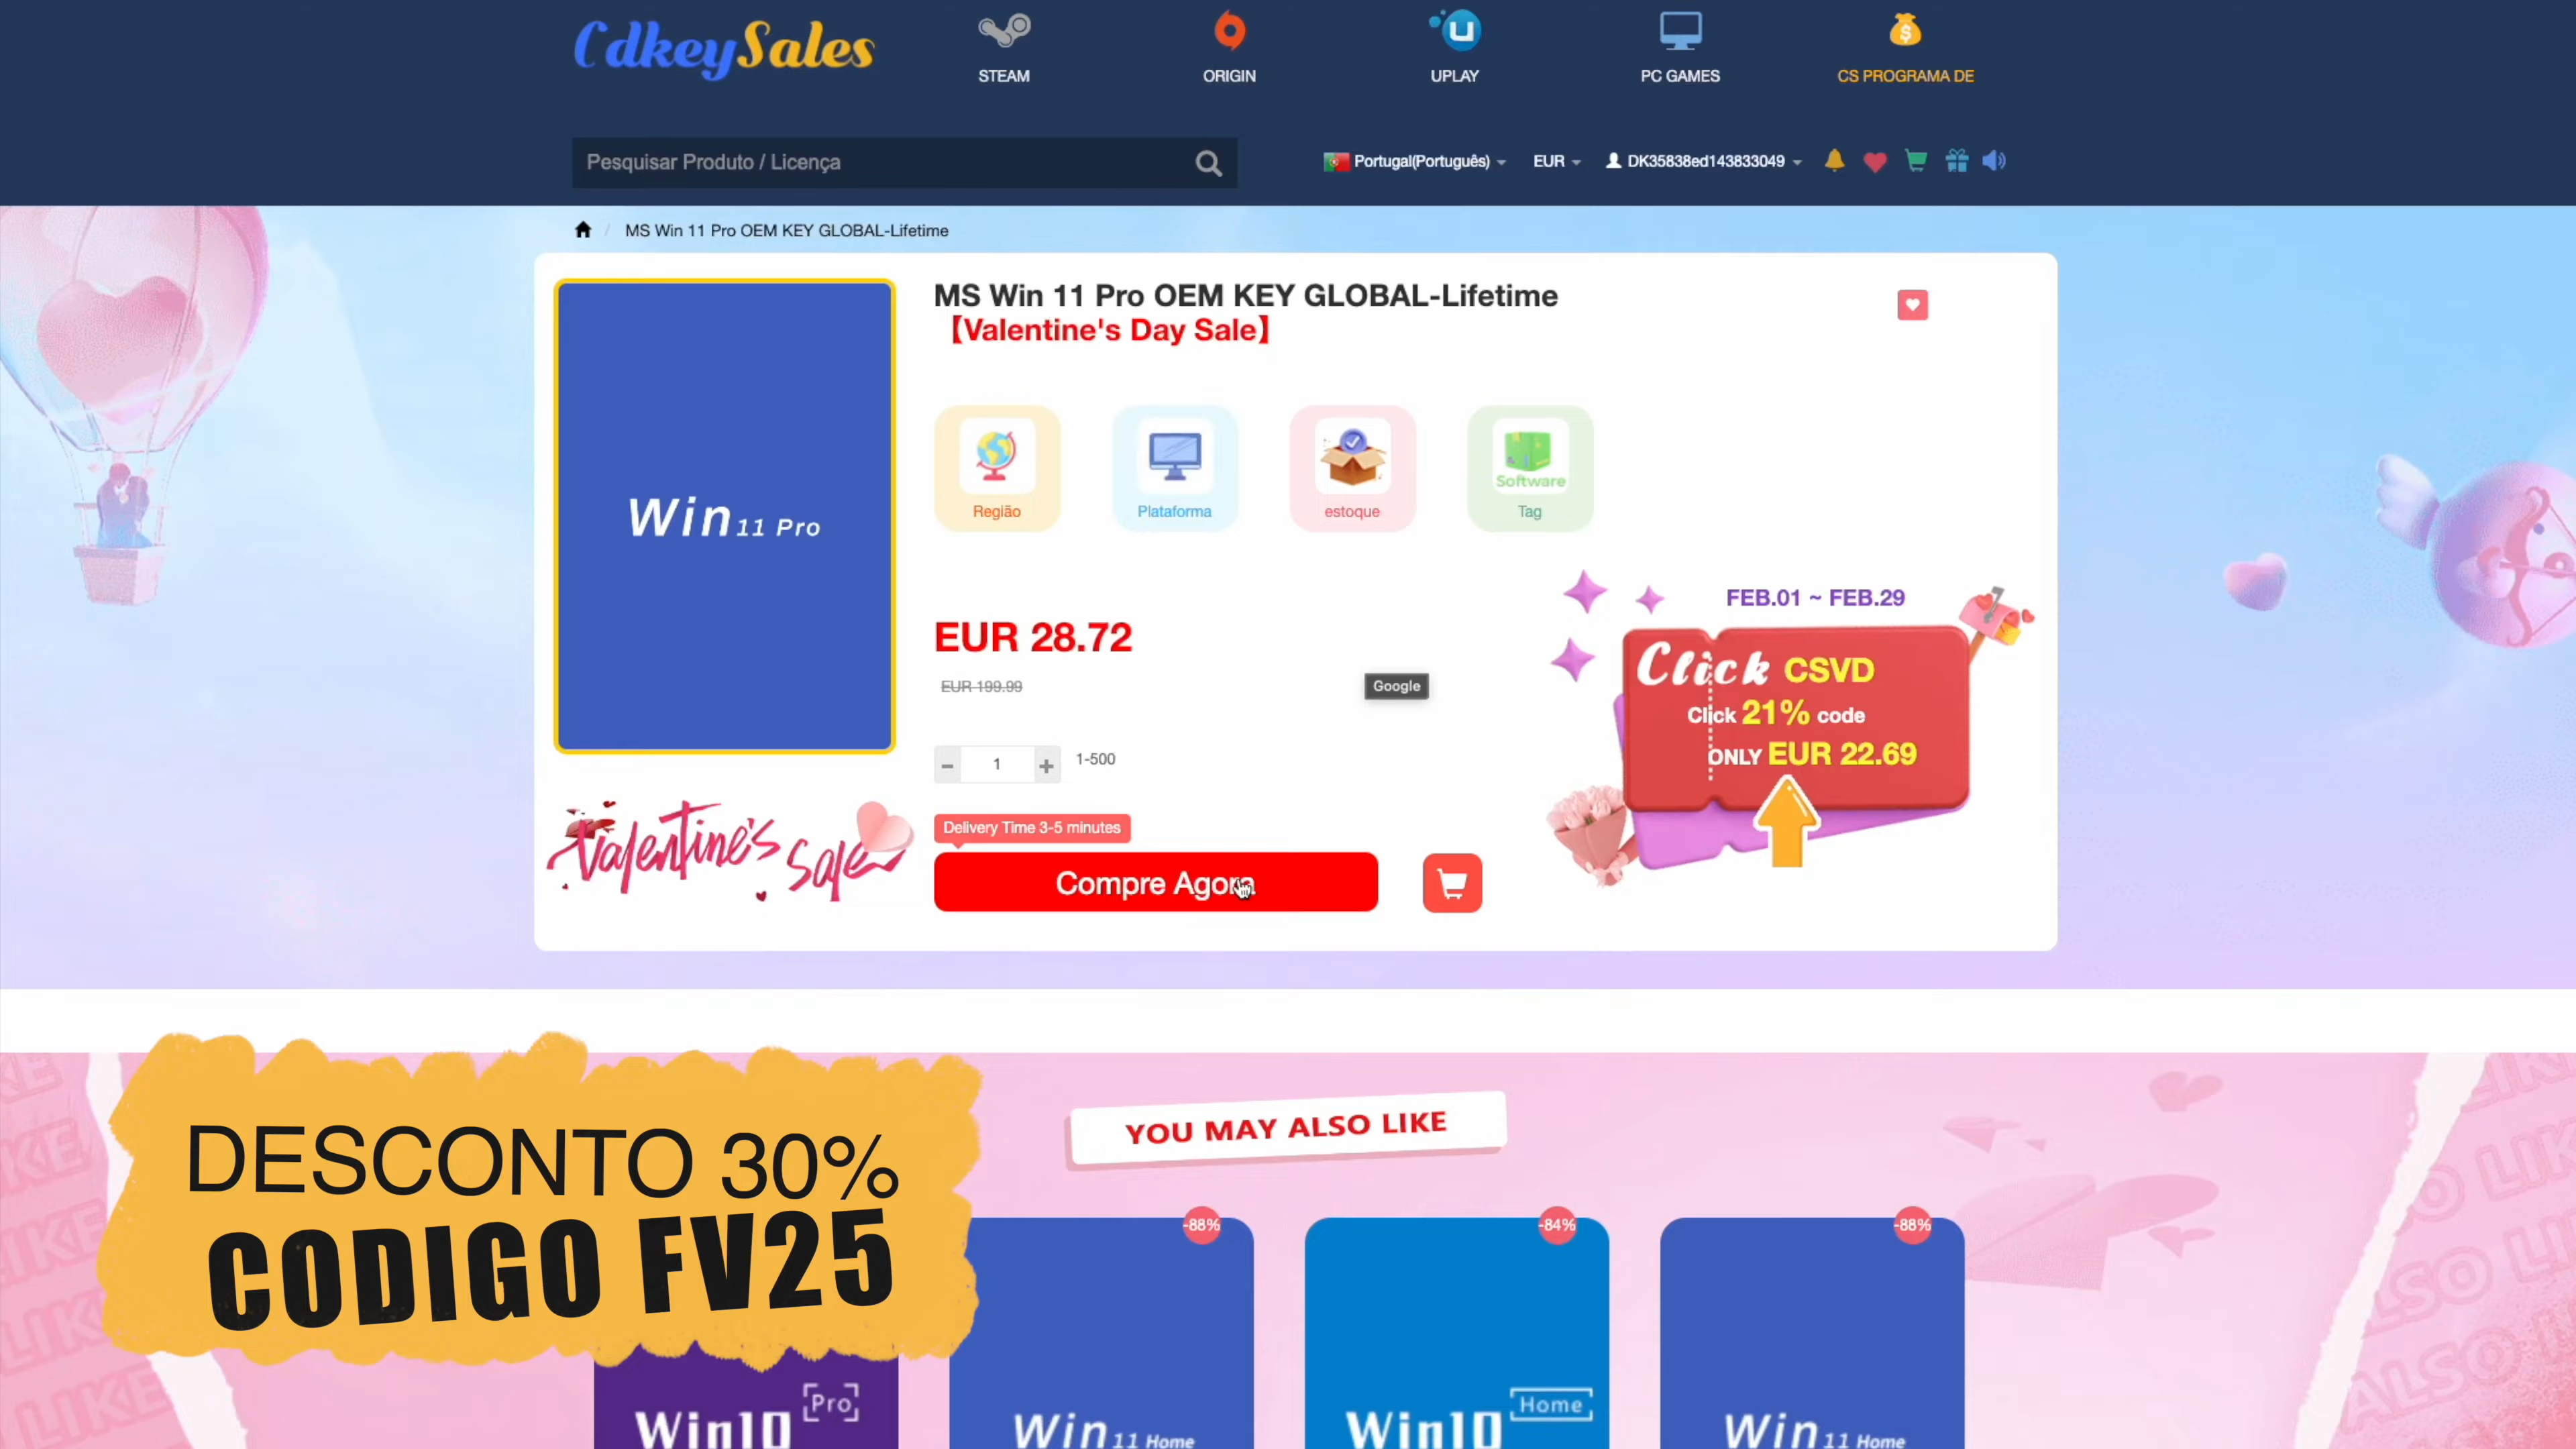 CdkeySales
STEAM
ORIGIN
UPLAY
PC GAMES
CS PROGRAMA DE
Pesquisar Produto / Licença
Portugal(Português)
EUR
DK35838ed143833049
/ MS Win 11 Pro OEM KEY GLOBAL-Lifetime
Win 11 Pro
MS Win 11 Pro OEM KEY GLOBAL-Lifetime
【Valentine's Day Sale】
Região
Plataforma
estoque
Software
Tag
EUR 28.72
EUR 199.99
Google
FEB.01 ~ FEB.29
Click CSVD
Click 21% code
ONLY EUR 22.69
− 1 + 1-500
Valentine's Sale
Delivery Time 3-5 minutes
Compre Agora
DESCONTO 30%
CODIGO FV25
YOU MAY ALSO LIKE
-88%
-84%
-88%
Win10 Pro
Win 11 Home
Win10 Home
Win 11 Home